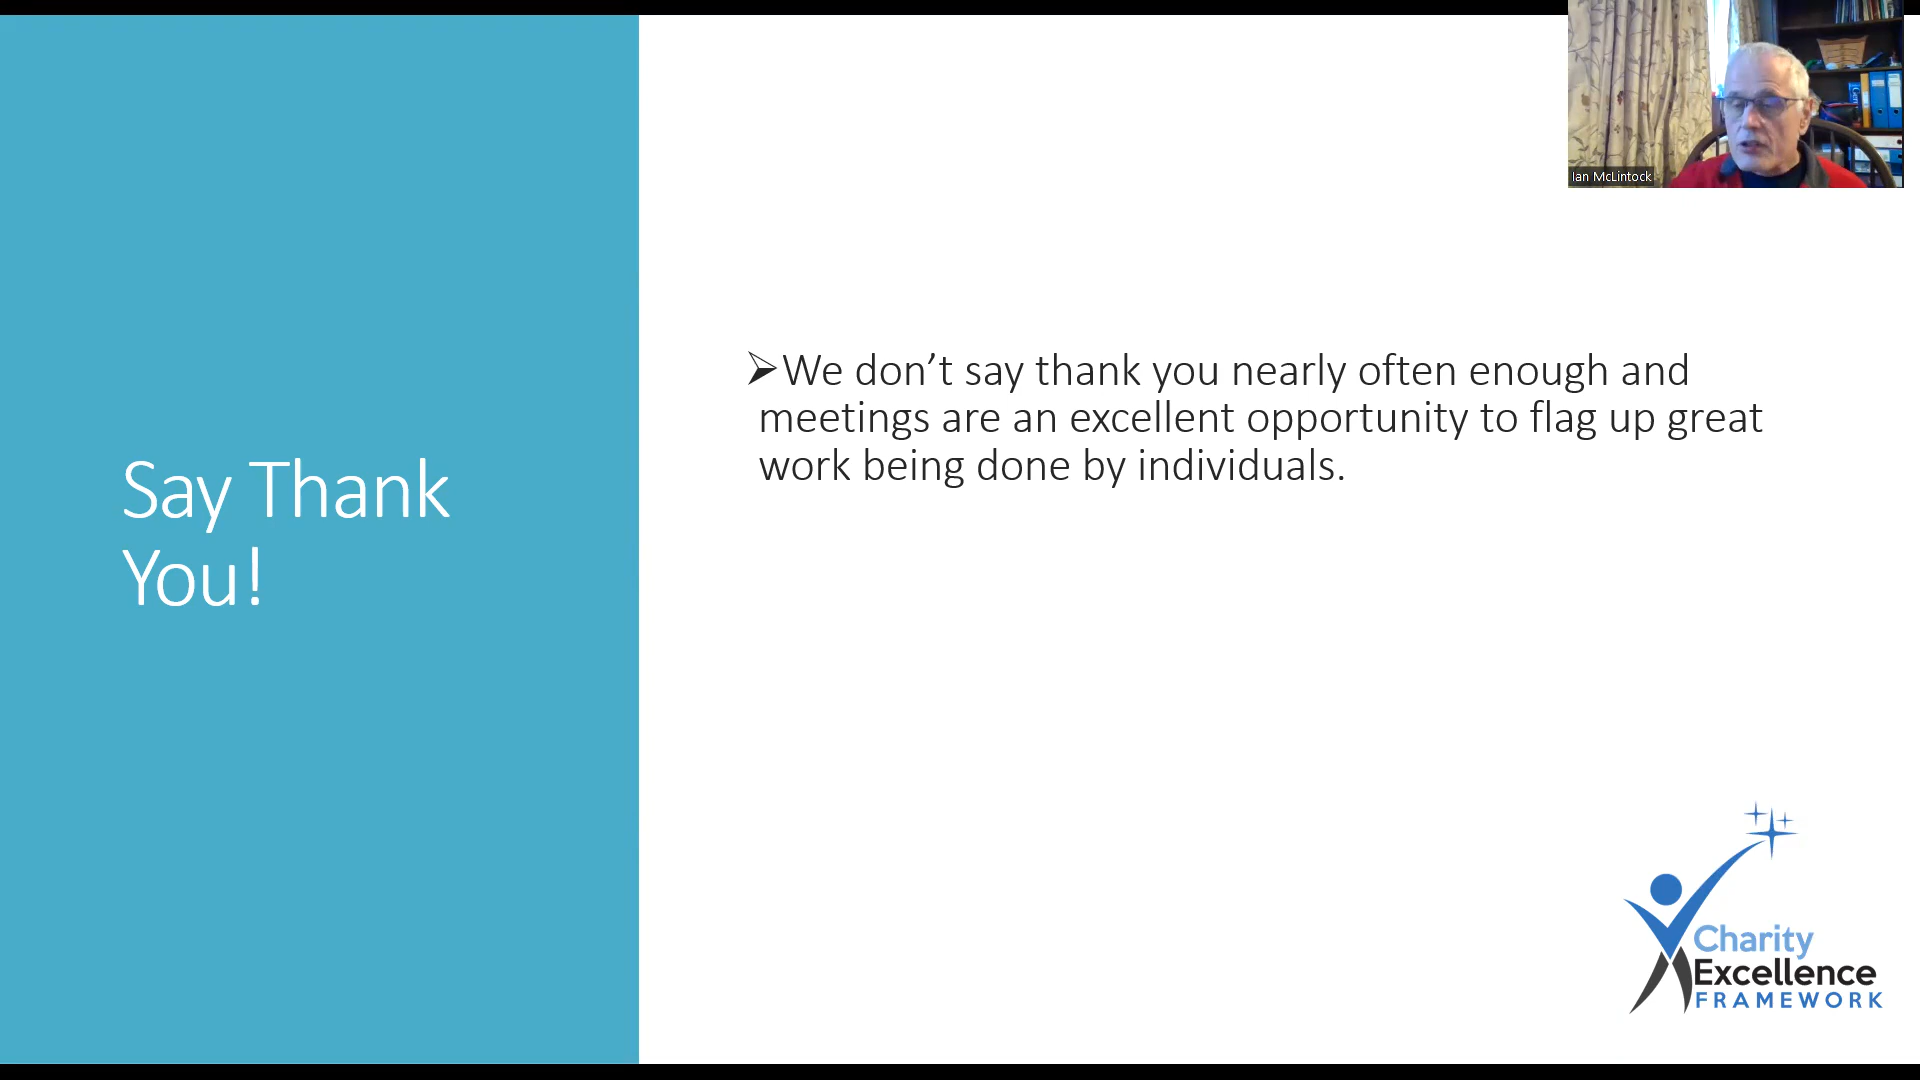 Ian McLintock
Say Thank
You!
➢We don’t say thank you nearly often enough and
meetings are an excellent opportunity to flag up great
work being done by individuals.
Charity
Excellence
FRAMEWORK